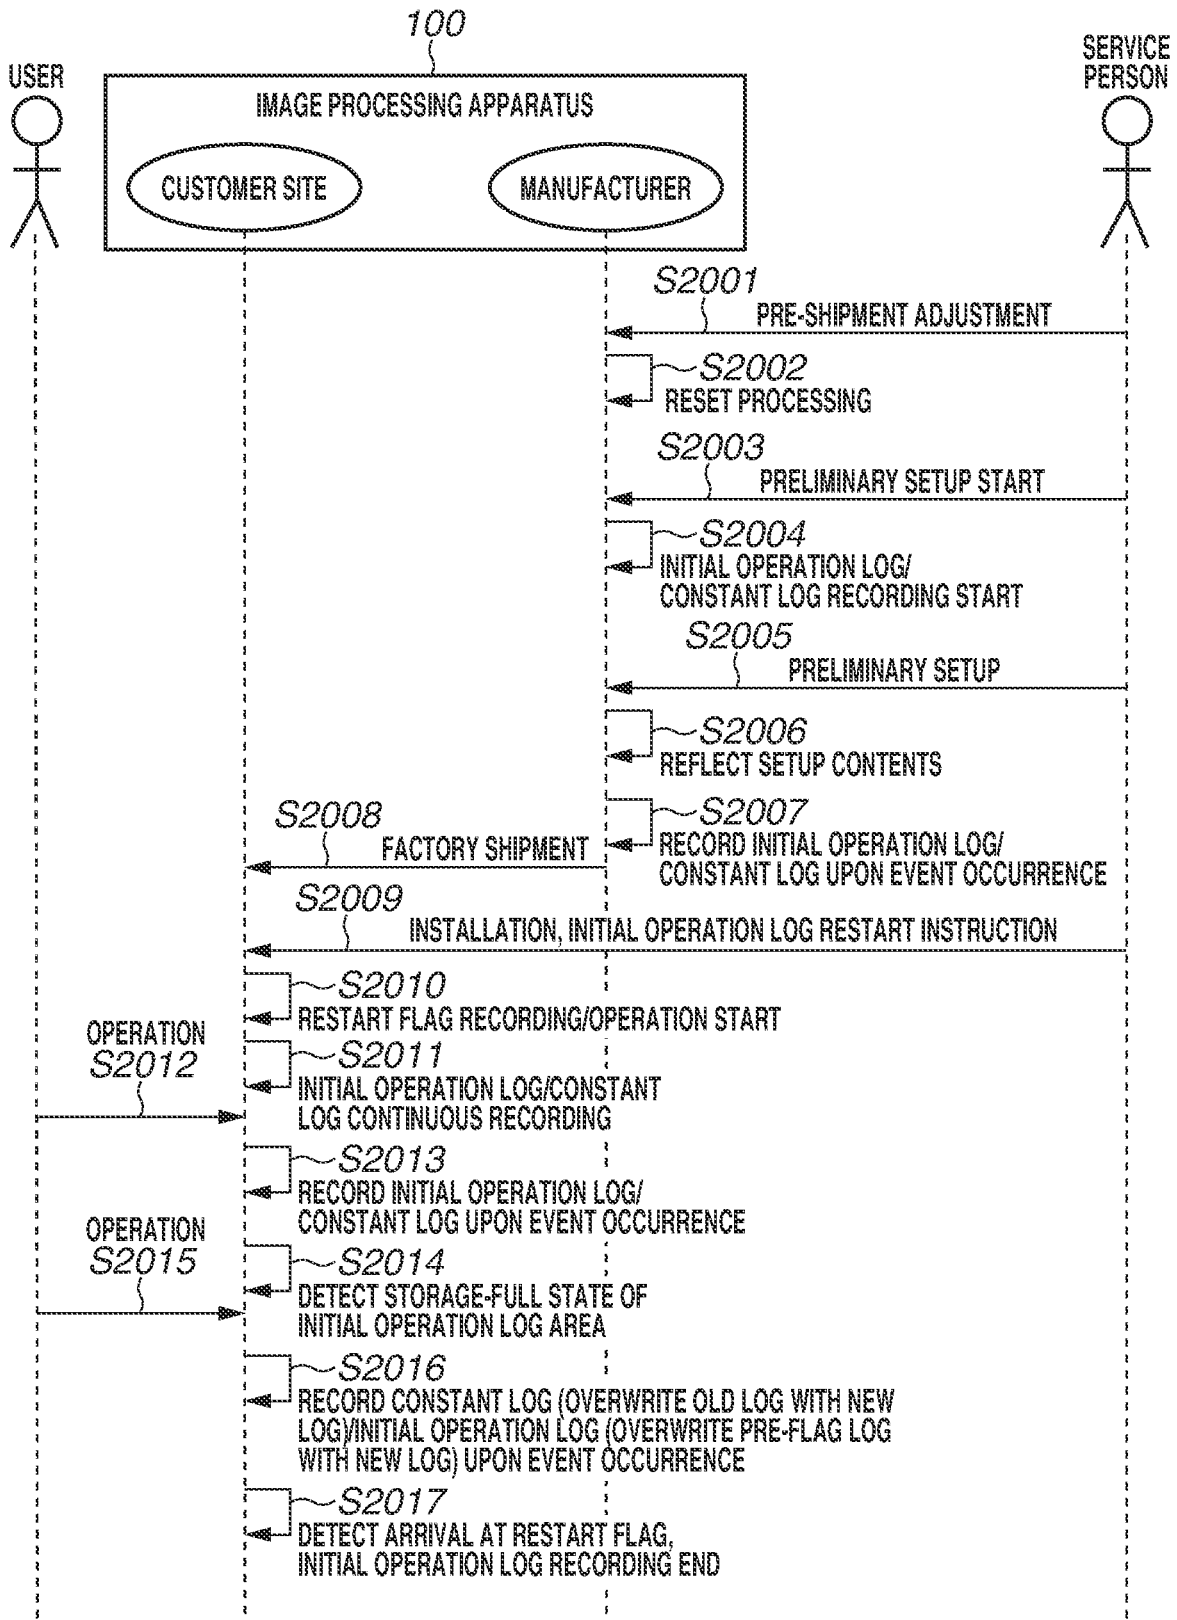 100
USER
SERVICE
PERSON
IMAGE PROCESSING APPARATUS
CUSTOMER SITE
MANUFACTURER
S2001
PRE-SHIPMENT ADJUSTMENT
S2002
RESET PROCESSING
S2003
PRELIMINARY SETUP START
S2004
INITIAL OPERATION LOG/
CONSTANT LOG RECORDING START
S2005
PRELIMINARY SETUP
S2006
REFLECT SETUP CONTENTS
S2007
RECORD INITIAL OPERATION LOG/
CONSTANT LOG UPON EVENT OCCURRENCE
S2008
FACTORY SHIPMENT
S2009
INSTALLATION, INITIAL OPERATION LOG RESTART INSTRUCTION
S2010
RESTART FLAG RECORDING/OPERATION START
S2011
INITIAL OPERATION LOG/CONSTANT
LOG CONTINUOUS RECORDING
OPERATION
S2012
S2013
RECORD INITIAL OPERATION LOG/
CONSTANT LOG UPON EVENT OCCURRENCE
S2014
DETECT STORAGE-FULL STATE OF
INITIAL OPERATION LOG AREA
OPERATION
S2015
S2016
RECORD CONSTANT LOG (OVERWRITE OLD LOG WITH NEW
LOG)/INITIAL OPERATION LOG (OVERWRITE PRE-FLAG LOG
WITH NEW LOG) UPON EVENT OCCURRENCE
S2017
DETECT ARRIVAL AT RESTART FLAG,
INITIAL OPERATION LOG RECORDING END